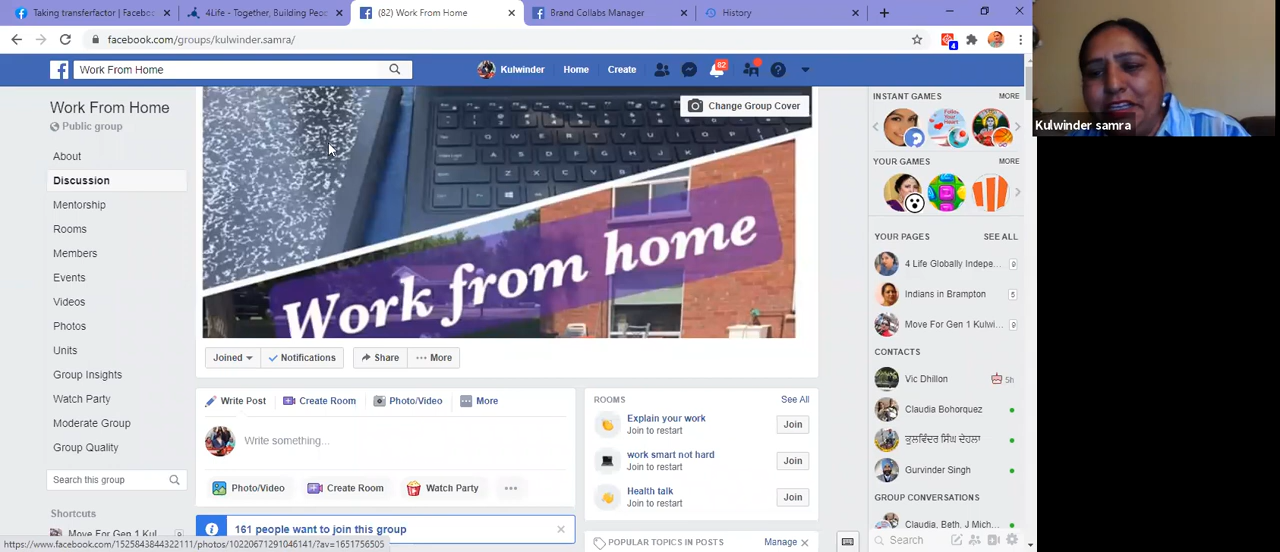 Taking transferfactor | Faceboo
4Life - Together, Building Peop
(82) Work From Home
Brand Collabs Manager
History
facebook.com/groups/kulwinder.samra/
4
Work From Home
Kulwinder
Home
Create
82
Work From Home
Public group
About
Discussion
Mentorship
Rooms
Members
Events
Videos
Photos
Units
Group Insights
Watch Party
Moderate Group
Group Quality
Search this group
Shortcuts
Move For Gen 1 Kul...
9
Change Group Cover
Work from home
Joined
Notifications
Share
More
Write Post
Create Room
Photo/Video
More
Write something...
Photo/Video
Create Room
Watch Party
161 people want to join this group
ROOMS
See All
Explain your work
Join to restart
Join
work smart not hard
Join to restart
Join
Health talk
Join to restart
Join
POPULAR TOPICS IN POSTS
Manage
INSTANT GAMES
MORE
YOUR GAMES
MORE
YOUR PAGES
SEE ALL
4 Life Globally Indepe...
9
Indians in Brampton
5
Move For Gen 1 Kulwi...
9
CONTACTS
Vic Dhillon
5h
Claudia Bohorquez
ਕੁਲਵਿੰਦਰ ਸਿੰਘ ਦੇਹਲਾ
Gurvinder Singh
GROUP CONVERSATIONS
Claudia, Beth, J Mich...
Search
https://www.facebook.com/1525843844322111/photos/10220671291046141/?av=1651756505
Kulwinder samra